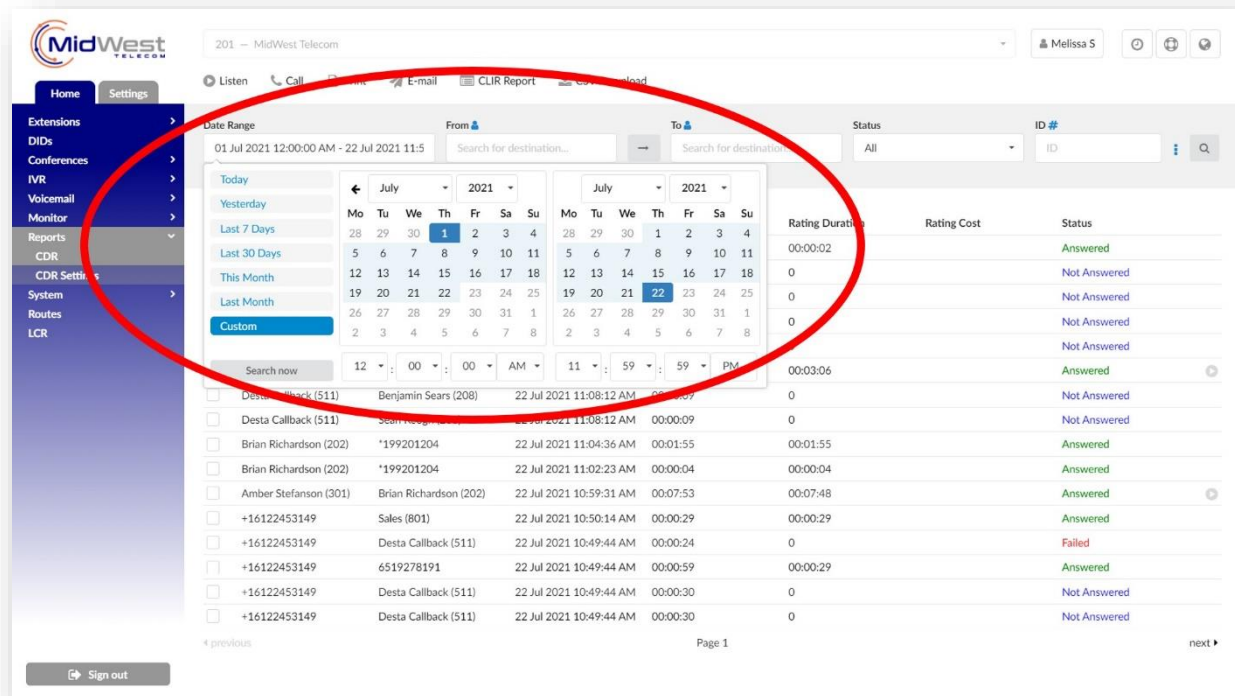 MidWest
TELECOM
201 — MidWest Telecom
Melissa S
Home Settings
Listen Call E-mail CLIR Report
Extensions
DIDs
Conferences
IVR
Voicemail
Monitor
Reports
CDR
CDR Settings
System
Routes
LCR
Sign out
Date Range From To Status ID #
01 Jul 2021 12:00:00 AM - 22 Jul 2021 11:5 Search for destination... → Search for destination All ID
Today
Yesterday
Last 7 Days
Last 30 Days
This Month
Last Month
Custom
Search now
July 2021
Mo Tu We Th Fr Sa Su
28 29 30 1 2 3 4
5 6 7 8 9 10 11
12 13 14 15 16 17 18
19 20 21 22 23 24 25
26 27 28 29 30 31 1
2 3 4 5 6 7 8
12 : 00 : 00 AM
July 2021
Mo Tu We Th Fr Sa Su
28 29 30 1 2 3 4
5 6 7 8 9 10 11
12 13 14 15 16 17 18
19 20 21 22 23 24 25
26 27 28 29 30 31 1
2 3 4 5 6 7 8
11 : 59 : 59 PM
Rating Duration Rating Cost Status
00:00:02 Answered
0 Not Answered
0 Not Answered
0 Not Answered
Not Answered
00:03:06 Answered
Desta Callback (511) Benjamin Sears (208) 22 Jul 2021 11:08:12 AM 00:00:09 0 Not Answered
Desta Callback (511) 22 Jul 2021 11:08:12 AM 00:00:09 0 Not Answered
Brian Richardson (202) *199201204 22 Jul 2021 11:04:36 AM 00:01:55 00:01:55 Answered
Brian Richardson (202) *199201204 22 Jul 2021 11:02:23 AM 00:00:04 00:00:04 Answered
Amber Stefanson (301) Brian Richardson (202) 22 Jul 2021 10:59:31 AM 00:07:53 00:07:48 Answered
+16122453149 Sales (801) 22 Jul 2021 10:50:14 AM 00:00:29 00:00:29 Answered
+16122453149 Desta Callback (511) 22 Jul 2021 10:49:44 AM 00:00:24 0 Failed
+16122453149 6519278191 22 Jul 2021 10:49:44 AM 00:00:59 00:00:29 Answered
+16122453149 Desta Callback (511) 22 Jul 2021 10:49:44 AM 00:00:30 0 Not Answered
+16122453149 Desta Callback (511) 22 Jul 2021 10:49:44 AM 00:00:30 0 Not Answered
previous Page 1 next